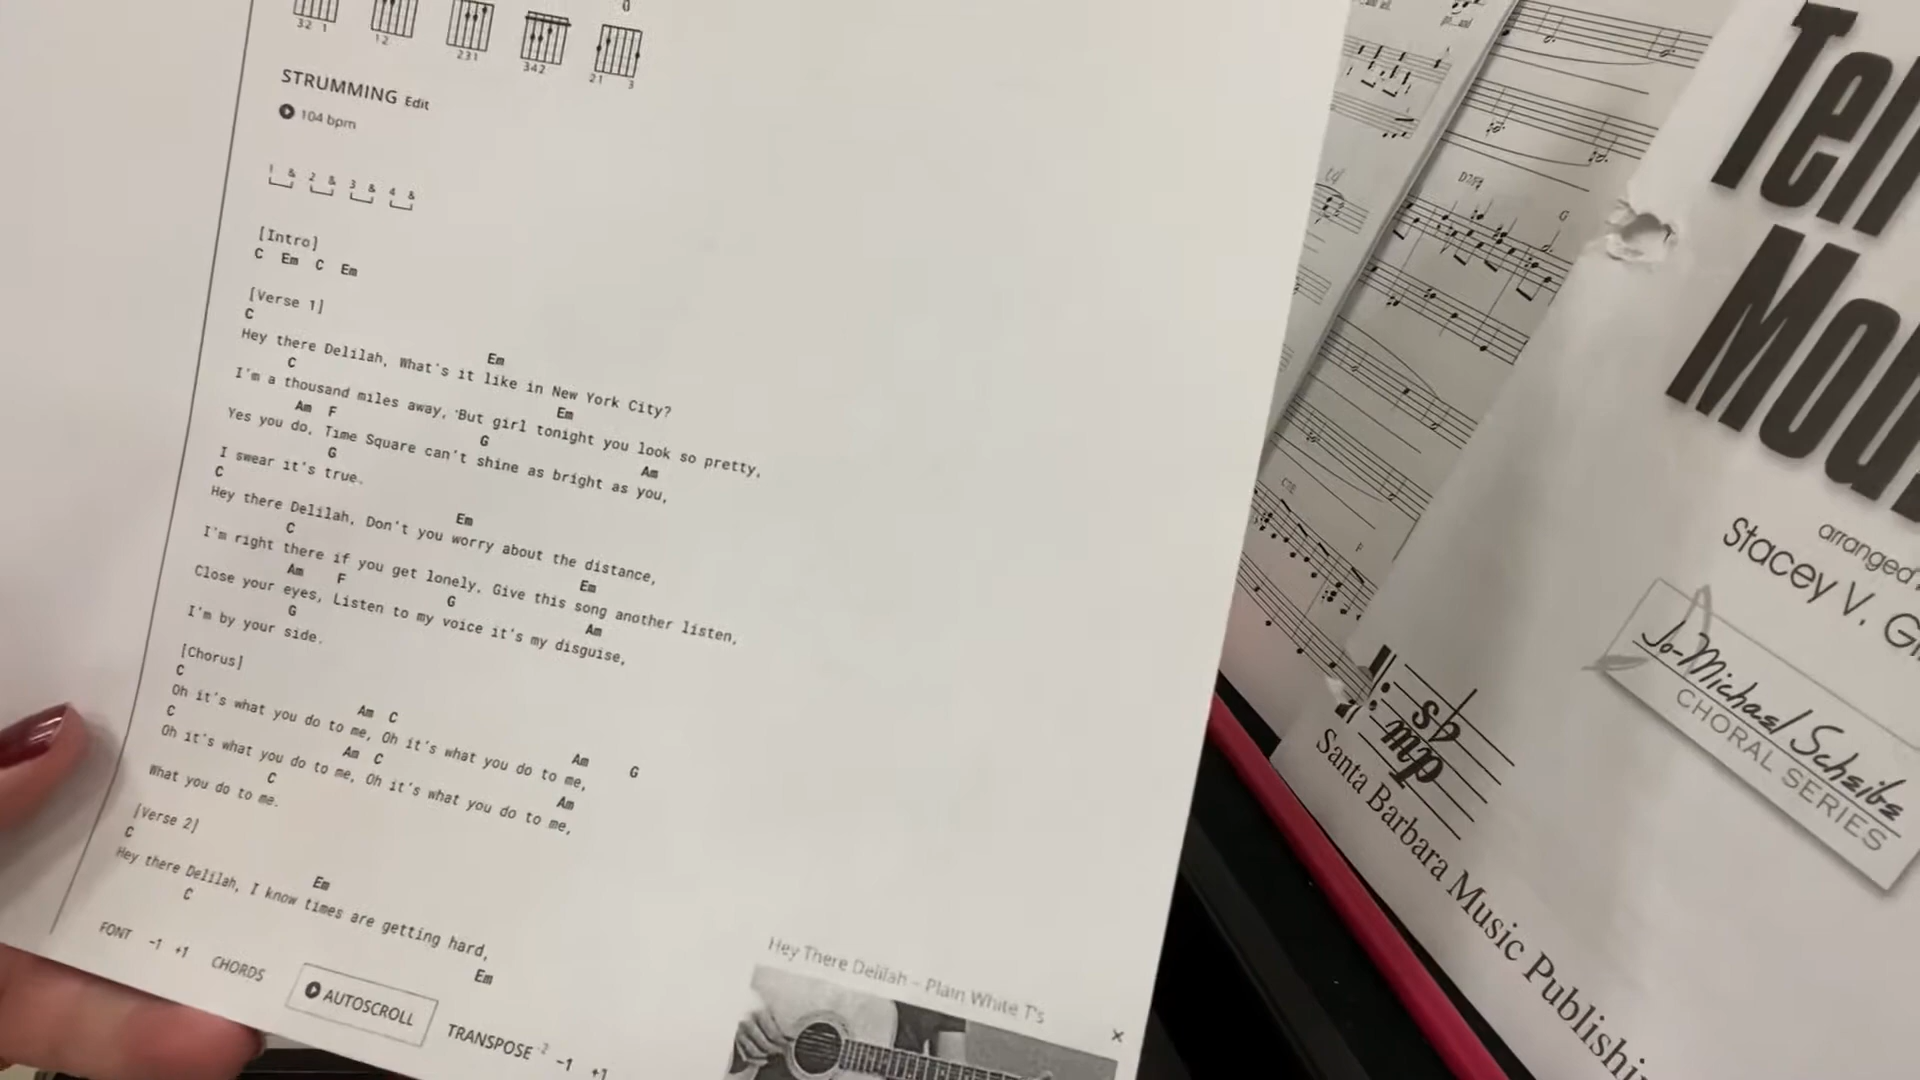 32 1
12
231
342
21 3
STRUMMING Edit
104 bpm
1 & 2 & 3 & 4 &
[Intro]
C Em C Em
[Verse 1]
C Em
Hey there Delilah, What's it like in New York City?
C Em
I'm a thousand miles away, But girl tonight you look so pretty,
Am F G Am
Yes you do, Time Square can't shine as bright as you,
G
I swear it's true.
C Em
Hey there Delilah, Don't you worry about the distance,
C Em
I'm right there if you get lonely, Give this song another listen,
Am F G Am
Close your eyes, Listen to my voice it's my disguise,
G
I'm by your side.
[Chorus]
C Am C Am
Oh it's what you do to me, Oh it's what you do to me,
C Am C Am G
Oh it's what you do to me, Oh it's what you do to me,
C
What you do to me.
[Verse 2]
C Em
Hey there Delilah, I know times are getting hard,
C Em
FONT -1 +1 CHORDS AUTOSCROLL TRANSPOSE -2 -1 +1
Hey There Delilah - Plain White T's
Tell
arranged
Stacey V.
Jo-Michael Scheibe
CHORAL SERIES
sb
mp
Santa Barbara Music
G
F